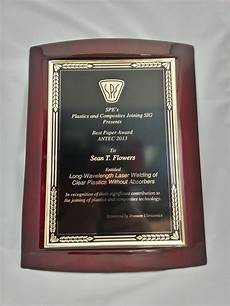 SPE
SPE's
Plastics and Composites Joining SIG
Presents
Best Paper Award
ANTEC 2013
To
Sean T. Flowers
Entitled
Long-Wavelength Laser Welding of
Clear Plastics Without Absorbers
In recognition of their significant contribution to
the joining of plastics and composites technology.
Sponsored by Branson Ultrasonics